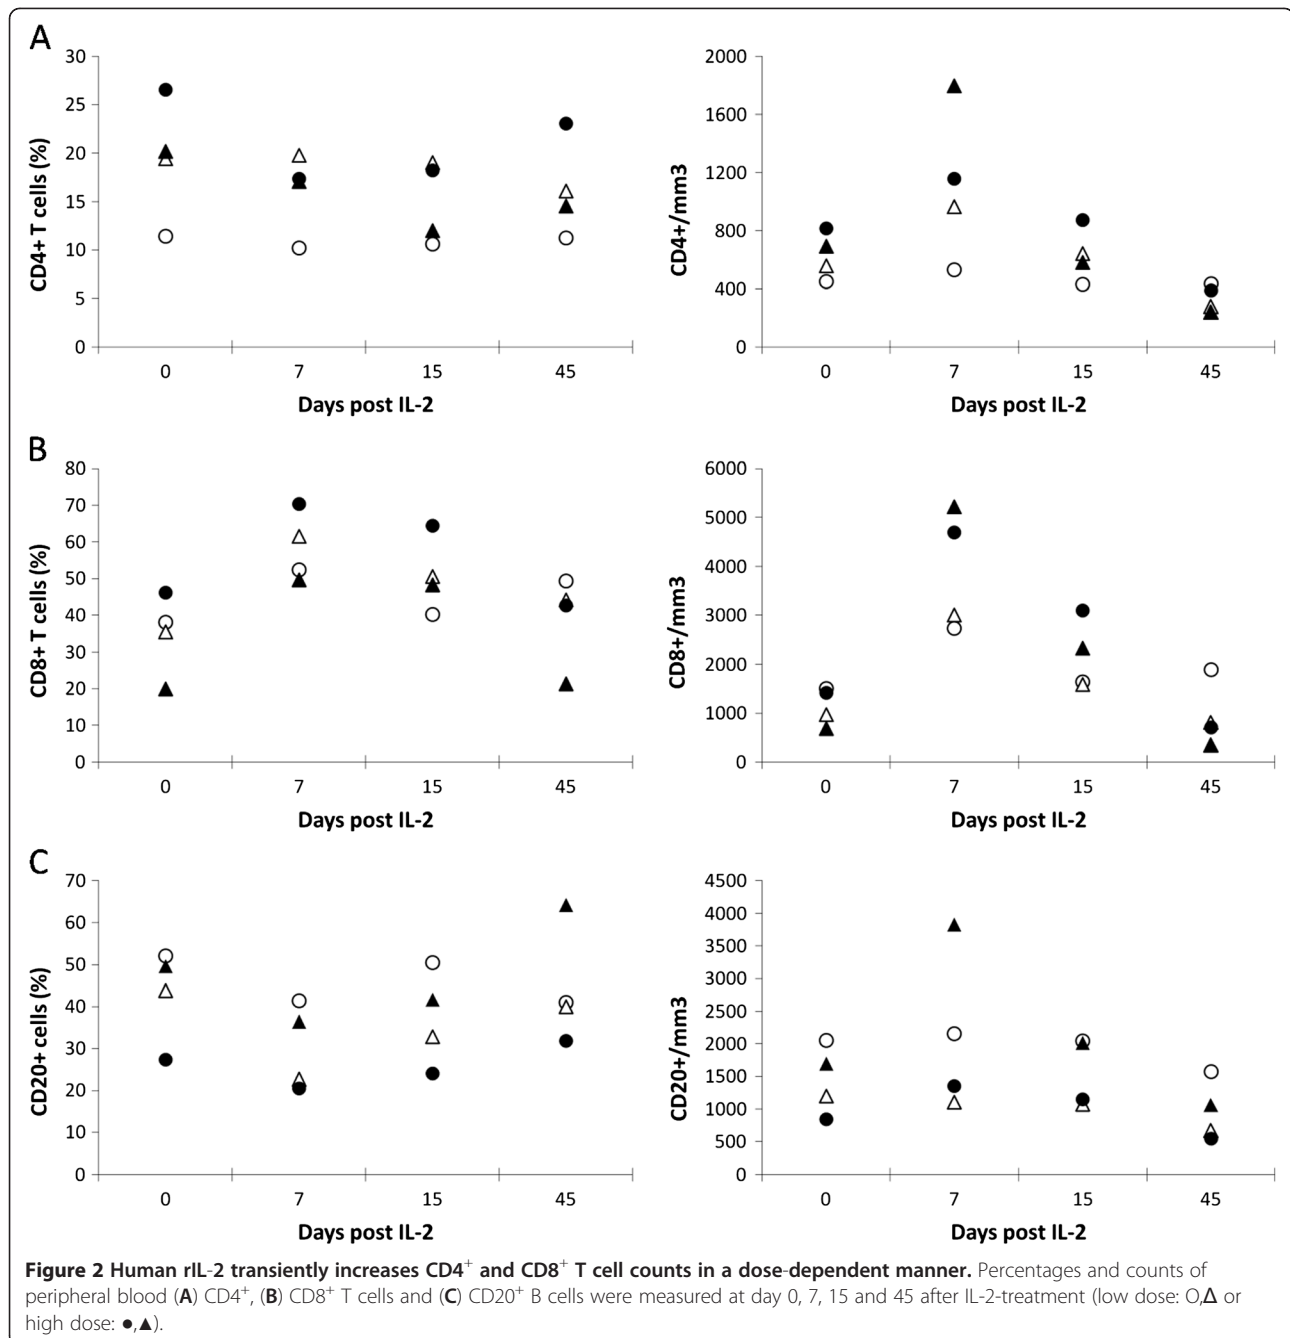 A
30
25
20
15
10
5
0
CD4+ T cells (%)
0 7 15 45
Days post IL-2
2000
1600
1200
800
400
0
CD4+/mm3
0 7 15 45
Days post IL-2
B
80
70
60
50
40
30
20
10
0
CD8+ T cells (%)
0 7 15 45
Days post IL-2
6000
5000
4000
3000
2000
1000
0
CD8+/mm3
0 7 15 45
Days post IL-2
C
70
60
50
40
30
20
10
0
CD20+ cells (%)
0 7 15 45
Days post IL-2
4500
4000
3500
3000
2500
2000
1500
1000
500
0
CD20+/mm3
0 7 15 45
Days post IL-2
Figure 2 Human rIL-2 transiently increases CD4⁺ and CD8⁺ T cell counts in a dose-dependent manner. Percentages and counts of
peripheral blood (A) CD4⁺, (B) CD8⁺ T cells and (C) CD20⁺ B cells were measured at day 0, 7, 15 and 45 after IL-2-treatment (low dose: O,Δ or
high dose: ●,▲).